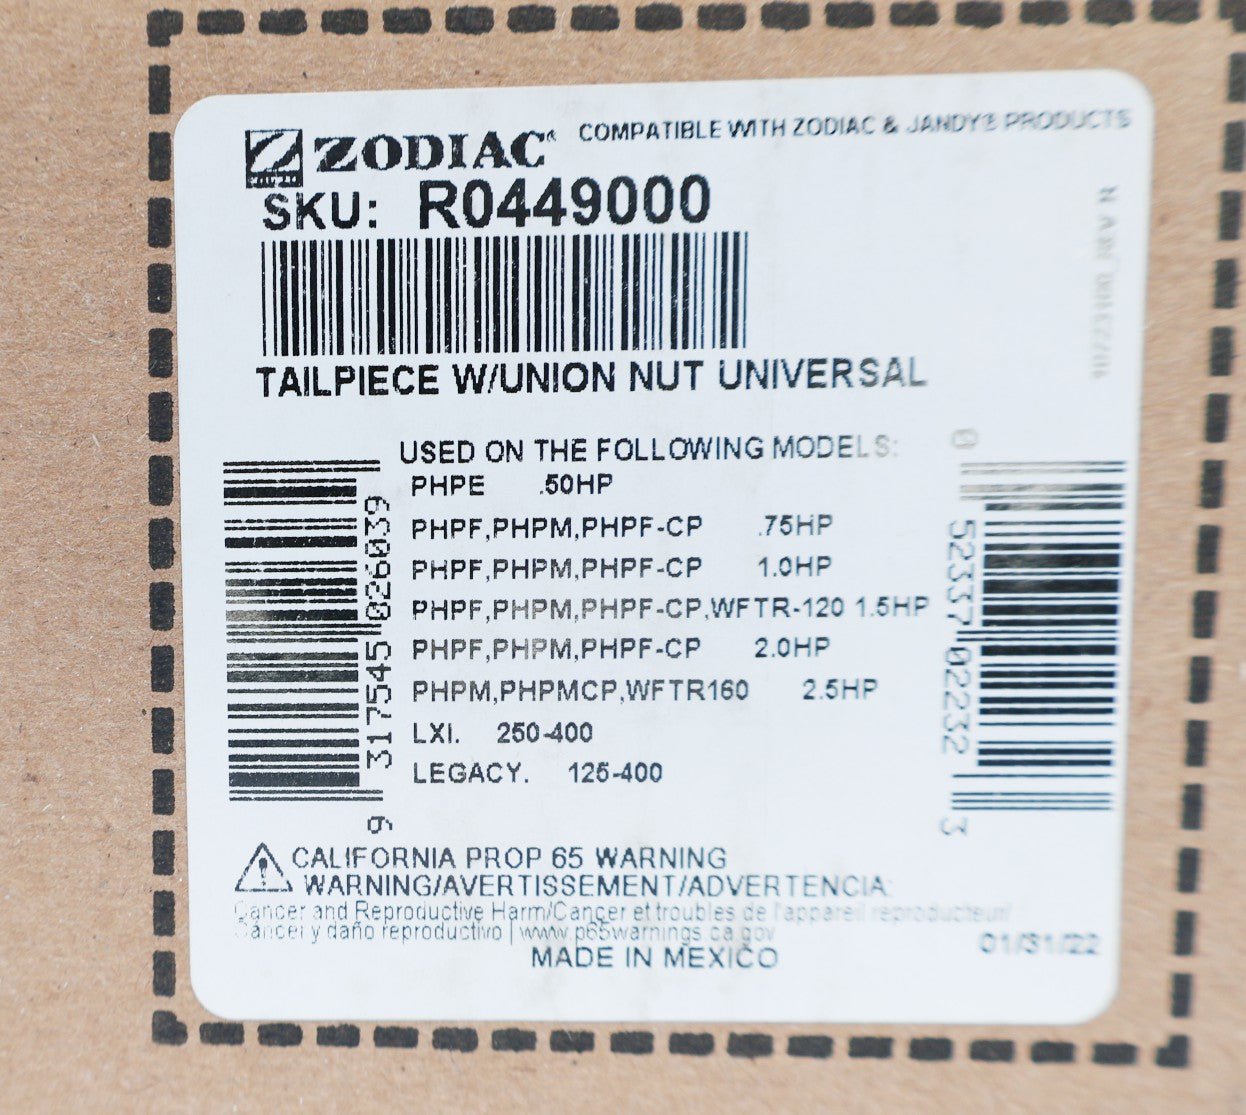 ZODIAC® COMPATIBLE WITH ZODIAC & JANDY® PRODUCTS
SKU: R0449000
TAILPIECE W/UNION NUT UNIVERSAL
USED ON THE FOLLOWING MODELS:
PHPE .50HP
PHPF,PHPM,PHPF-CP .75HP
PHPF,PHPM,PHPF-CP 1.0HP
PHPF,PHPM,PHPF-CP,WFTR-120 1.5HP
PHPF,PHPM,PHPF-CP 2.0HP
PHPM,PHPMCP,WFTR160 2.5HP
LXI. 250-400
LEGACY. 125-400
9 317545 026039
0 52337 02232 3
CALIFORNIA PROP 65 WARNING
WARNING/AVERTISSEMENT/ADVERTENCIA:
Cancer and Reproductive Harm/Cancer et troubles de l'appareil reproducteur/
Cáncer y daño reproductivo | www.p65warnings.ca.gov
01/31/22
MADE IN MEXICO